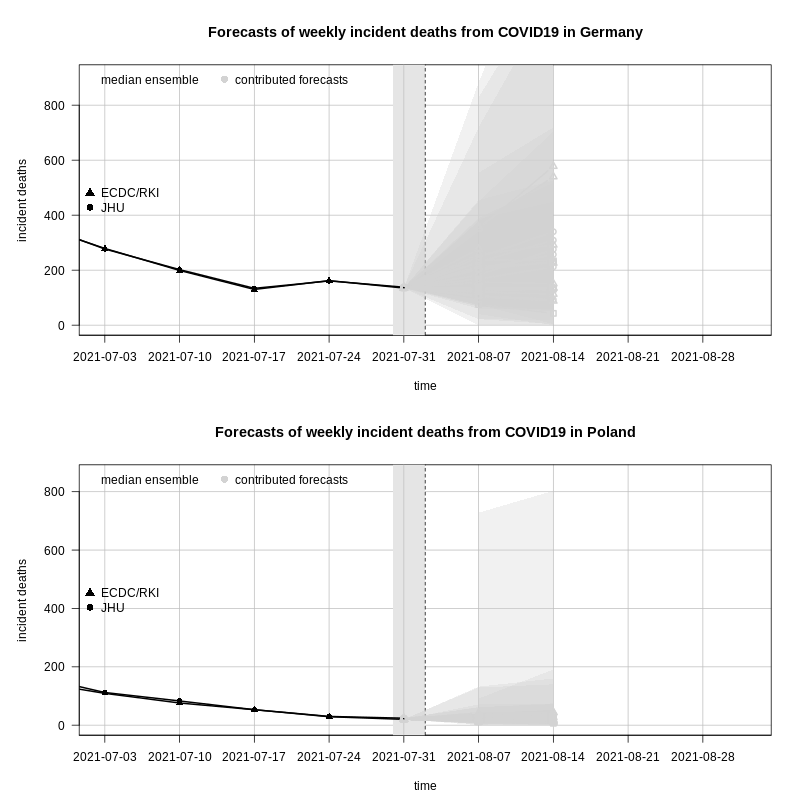 Forecasts of weekly incident deaths from COVID19 in Germany
median ensemble contributed forecasts
800
600
ECDC/RKI
JHU
400
200
0
incident deaths
2021-07-03 2021-07-10 2021-07-17 2021-07-24 2021-07-31 2021-08-07 2021-08-14 2021-08-21 2021-08-28
time
Forecasts of weekly incident deaths from COVID19 in Poland
median ensemble contributed forecasts
800
600
ECDC/RKI
JHU
400
200
0
incident deaths
2021-07-03 2021-07-10 2021-07-17 2021-07-24 2021-07-31 2021-08-07 2021-08-14 2021-08-21 2021-08-28
time